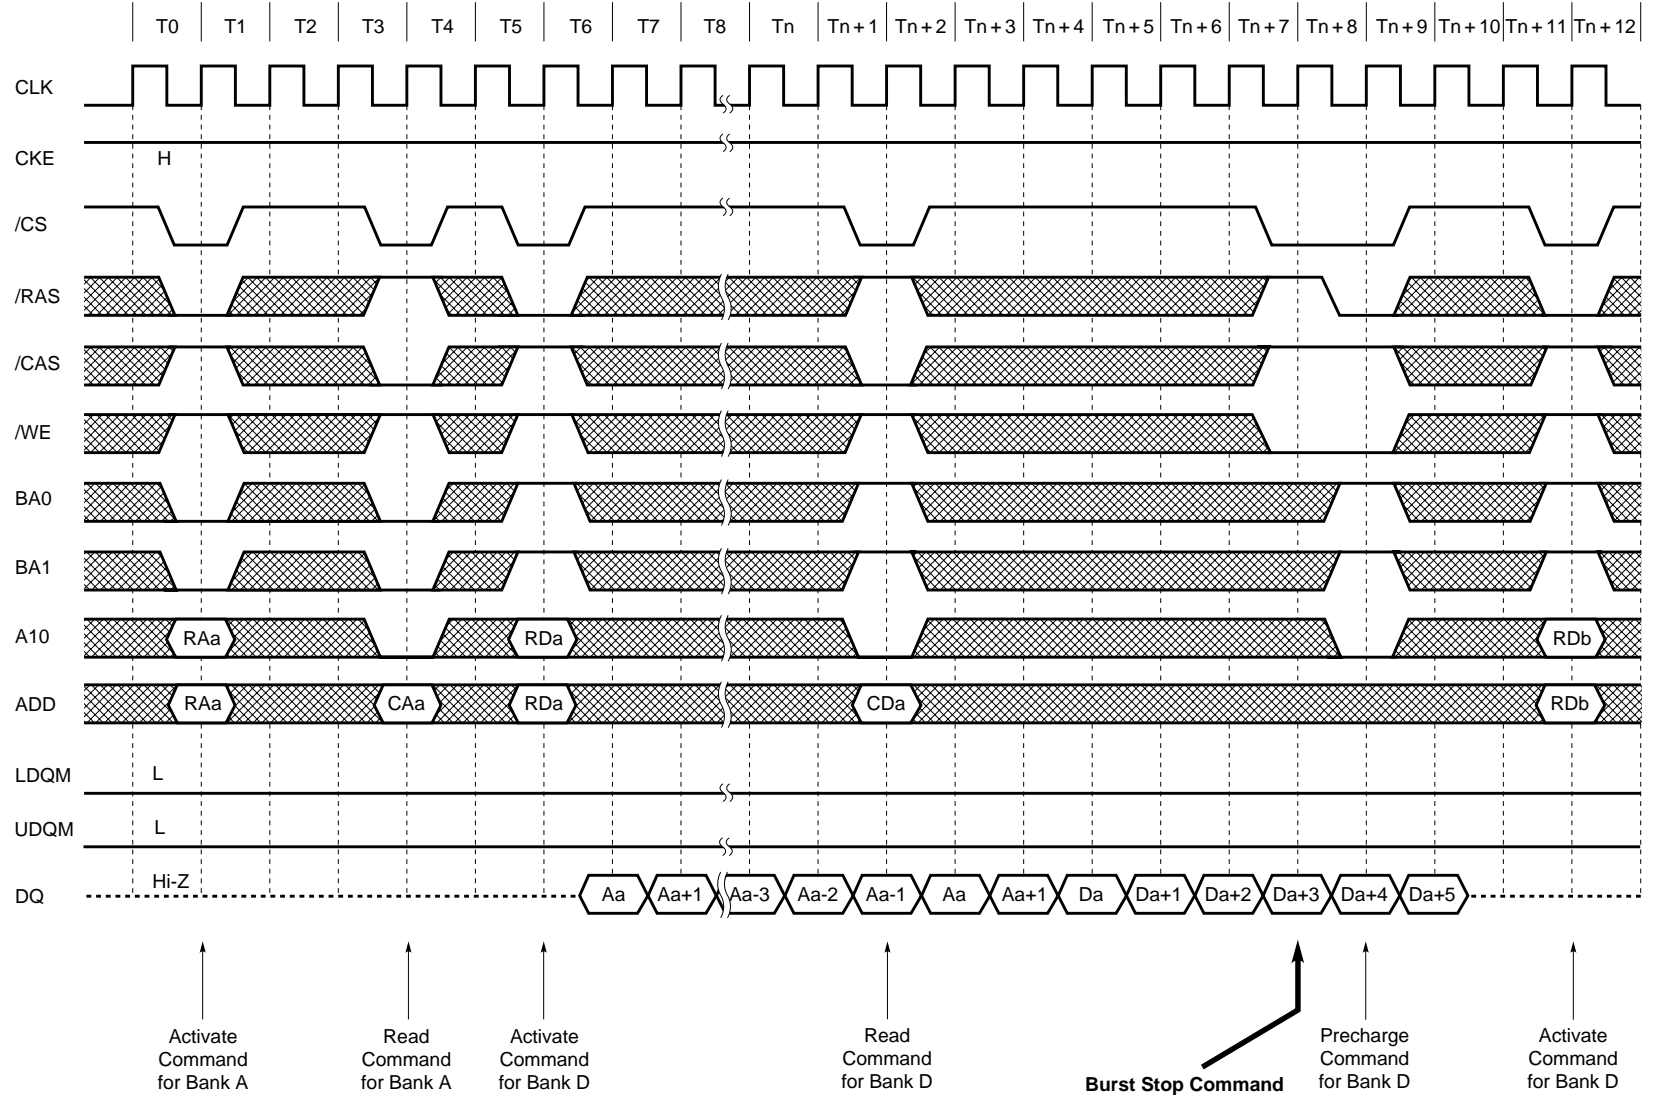 T0 T1 T2 T3 T4 T5 T6 T7 T8 Tn Tn + 1 Tn + 2 Tn + 3 Tn + 4 Tn + 5 Tn + 6 Tn + 7 Tn + 8 Tn + 9 Tn + 10 Tn + 11 Tn + 12
CLK
CKE H
/CS
/RAS
/CAS
/WE
BA0
BA1
A10 RAa RDa RDb
ADD RAa CAa RDa CDa RDb
LDQM L
UDQM L
DQ Hi-Z Aa Aa+1 Aa-3 Aa-2 Aa-1 Aa Aa+1 Da Da+1 Da+2 Da+3 Da+4 Da+5
Activate
Command
for Bank A
Read
Command
for Bank A
Activate
Command
for Bank D
Read
Command
for Bank D
Burst Stop Command
Precharge
Command
for Bank D
Activate
Command
for Bank D